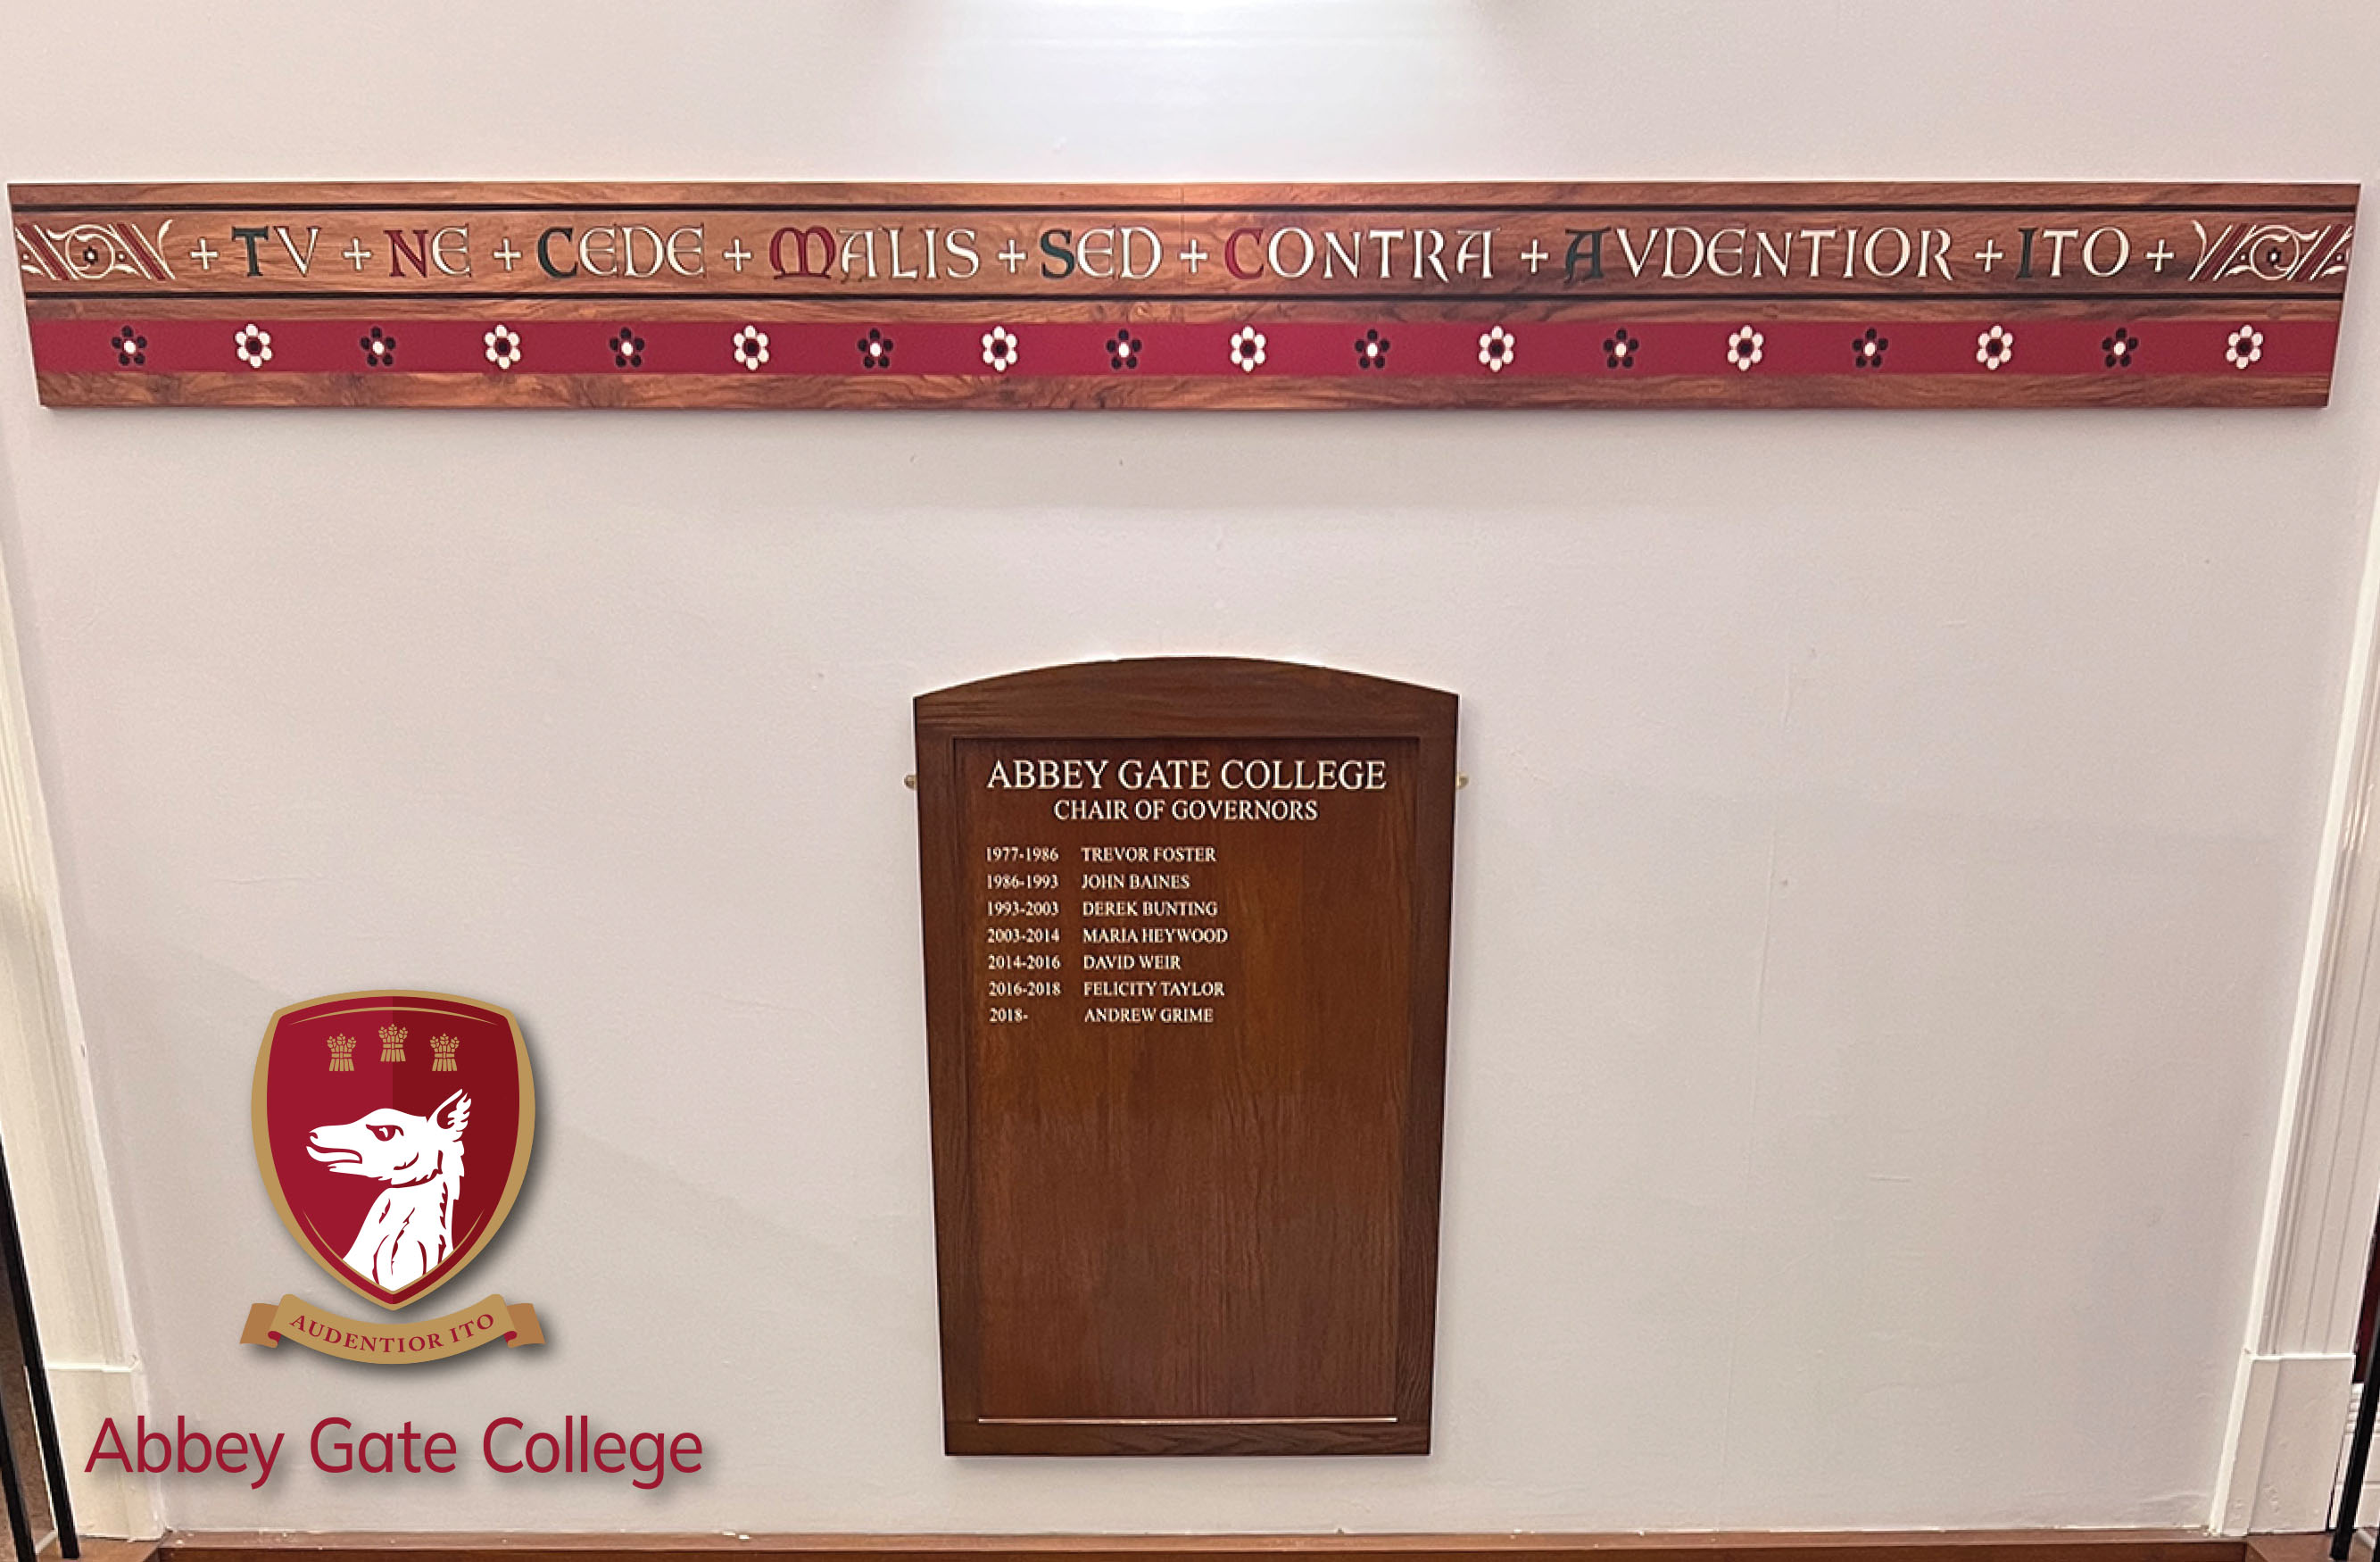 + TV + NE + CEDE + MALIS + SED + CONTRA + AVDENTIOR + ITO +
ABBEY GATE COLLEGE
CHAIR OF GOVERNORS
1977-1986 TREVOR FOSTER
1986-1993 JOHN BAINES
1993-2003 DEREK BUNTING
2003-2014 MARIA HEYWOOD
2014-2016 DAVID WEIR
2016-2018 FELICITY TAYLOR
2018- ANDREW GRIME
AUDENTIOR ITO
Abbey Gate College